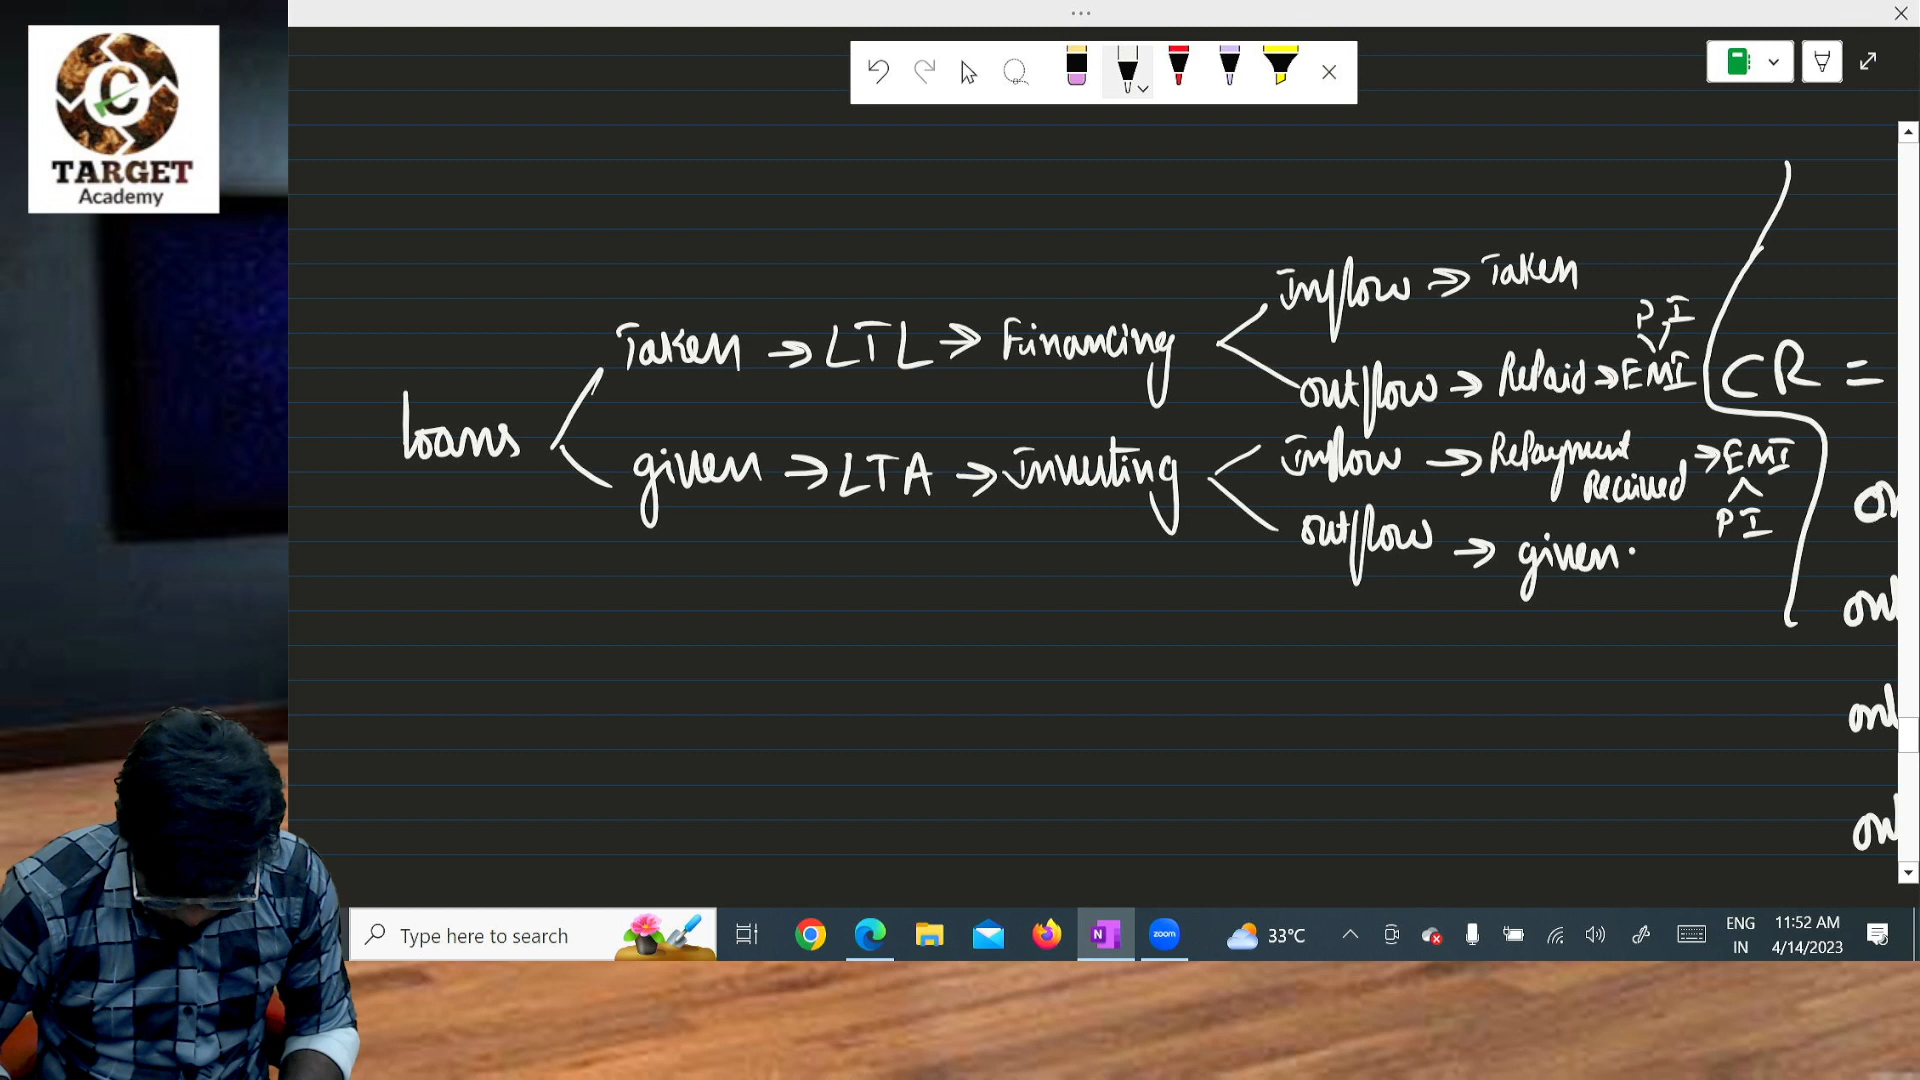 TARGET
Academy
Inflow → Taken
P I
Taken → LTL → Financing
outflow → Repaid → EMI
CR =
loans
given → LTA → Investing
Inflow → Repayment Received → EMI
P I
outflow → given.
Type here to search
zoom
33°C
ENG
IN
11:52 AM
4/14/2023